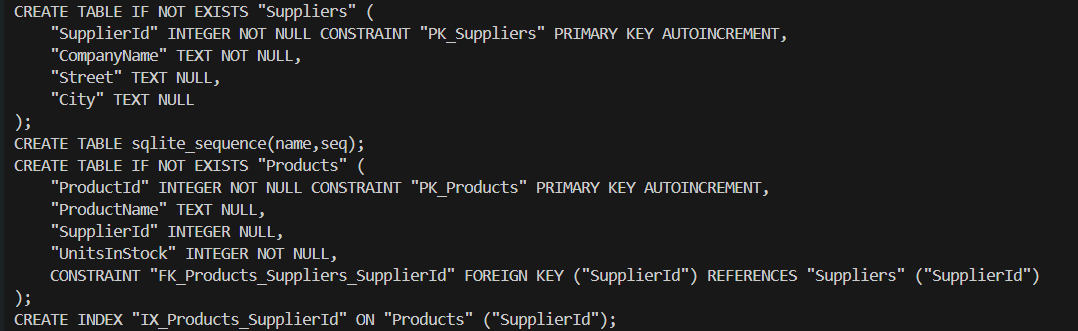 CREATE TABLE IF NOT EXISTS "Suppliers" (
    "SupplierId" INTEGER NOT NULL CONSTRAINT "PK_Suppliers" PRIMARY KEY AUTOINCREMENT,
    "CompanyName" TEXT NOT NULL,
    "Street" TEXT NULL,
    "City" TEXT NULL
);
CREATE TABLE sqlite_sequence(name,seq);
CREATE TABLE IF NOT EXISTS "Products" (
    "ProductId" INTEGER NOT NULL CONSTRAINT "PK_Products" PRIMARY KEY AUTOINCREMENT,
    "ProductName" TEXT NULL,
    "SupplierId" INTEGER NULL,
    "UnitsInStock" INTEGER NOT NULL,
    CONSTRAINT "FK_Products_Suppliers_SupplierId" FOREIGN KEY ("SupplierId") REFERENCES "Suppliers" ("SupplierId")
);
CREATE INDEX "IX_Products_SupplierId" ON "Products" ("SupplierId");